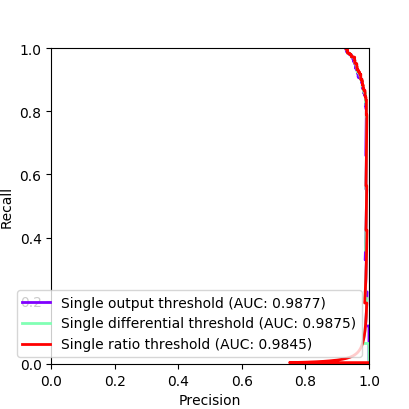 1.0
0.8
0.6
0.4
0.2
0.0
Recall
Single output threshold (AUC: 0.9877)
Single differential threshold (AUC: 0.9875)
Single ratio threshold (AUC: 0.9845)
0.0 0.2 0.4 0.6 0.8 1.0
Precision